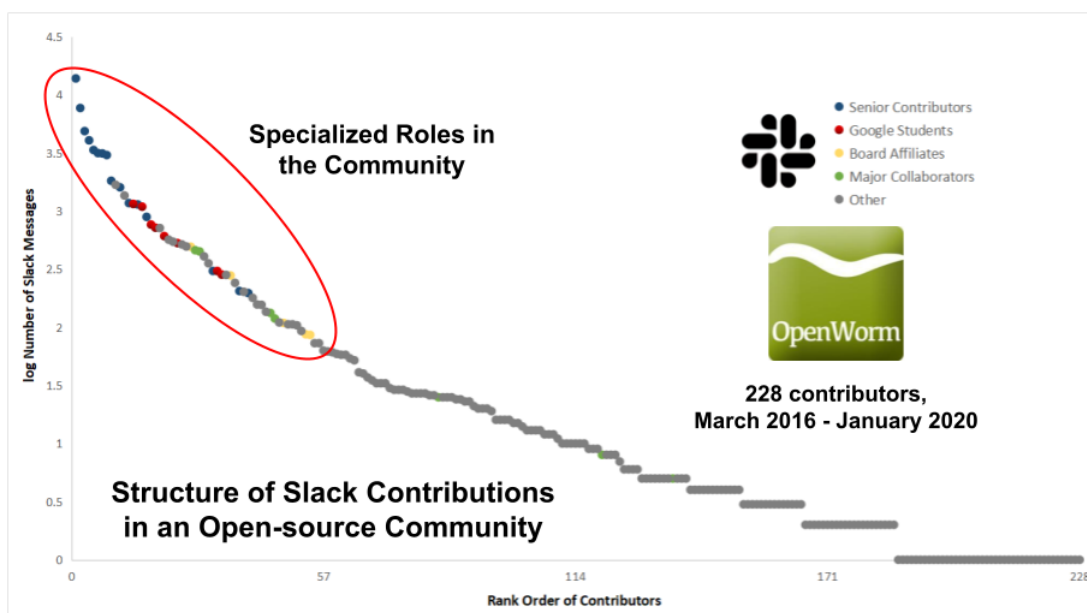 4.5
4
3.5
3
2.5
2
1.5
1
0.5
0
log Number of Slack Messages
Specialized Roles in
the Community
Senior Contributors
Google Students
Board Affiliates
Major Collaborators
Other
OpenWorm
228 contributors,
March 2016 - January 2020
Structure of Slack Contributions
in an Open-source Community
0
57
114
171
228
Rank Order of Contributors